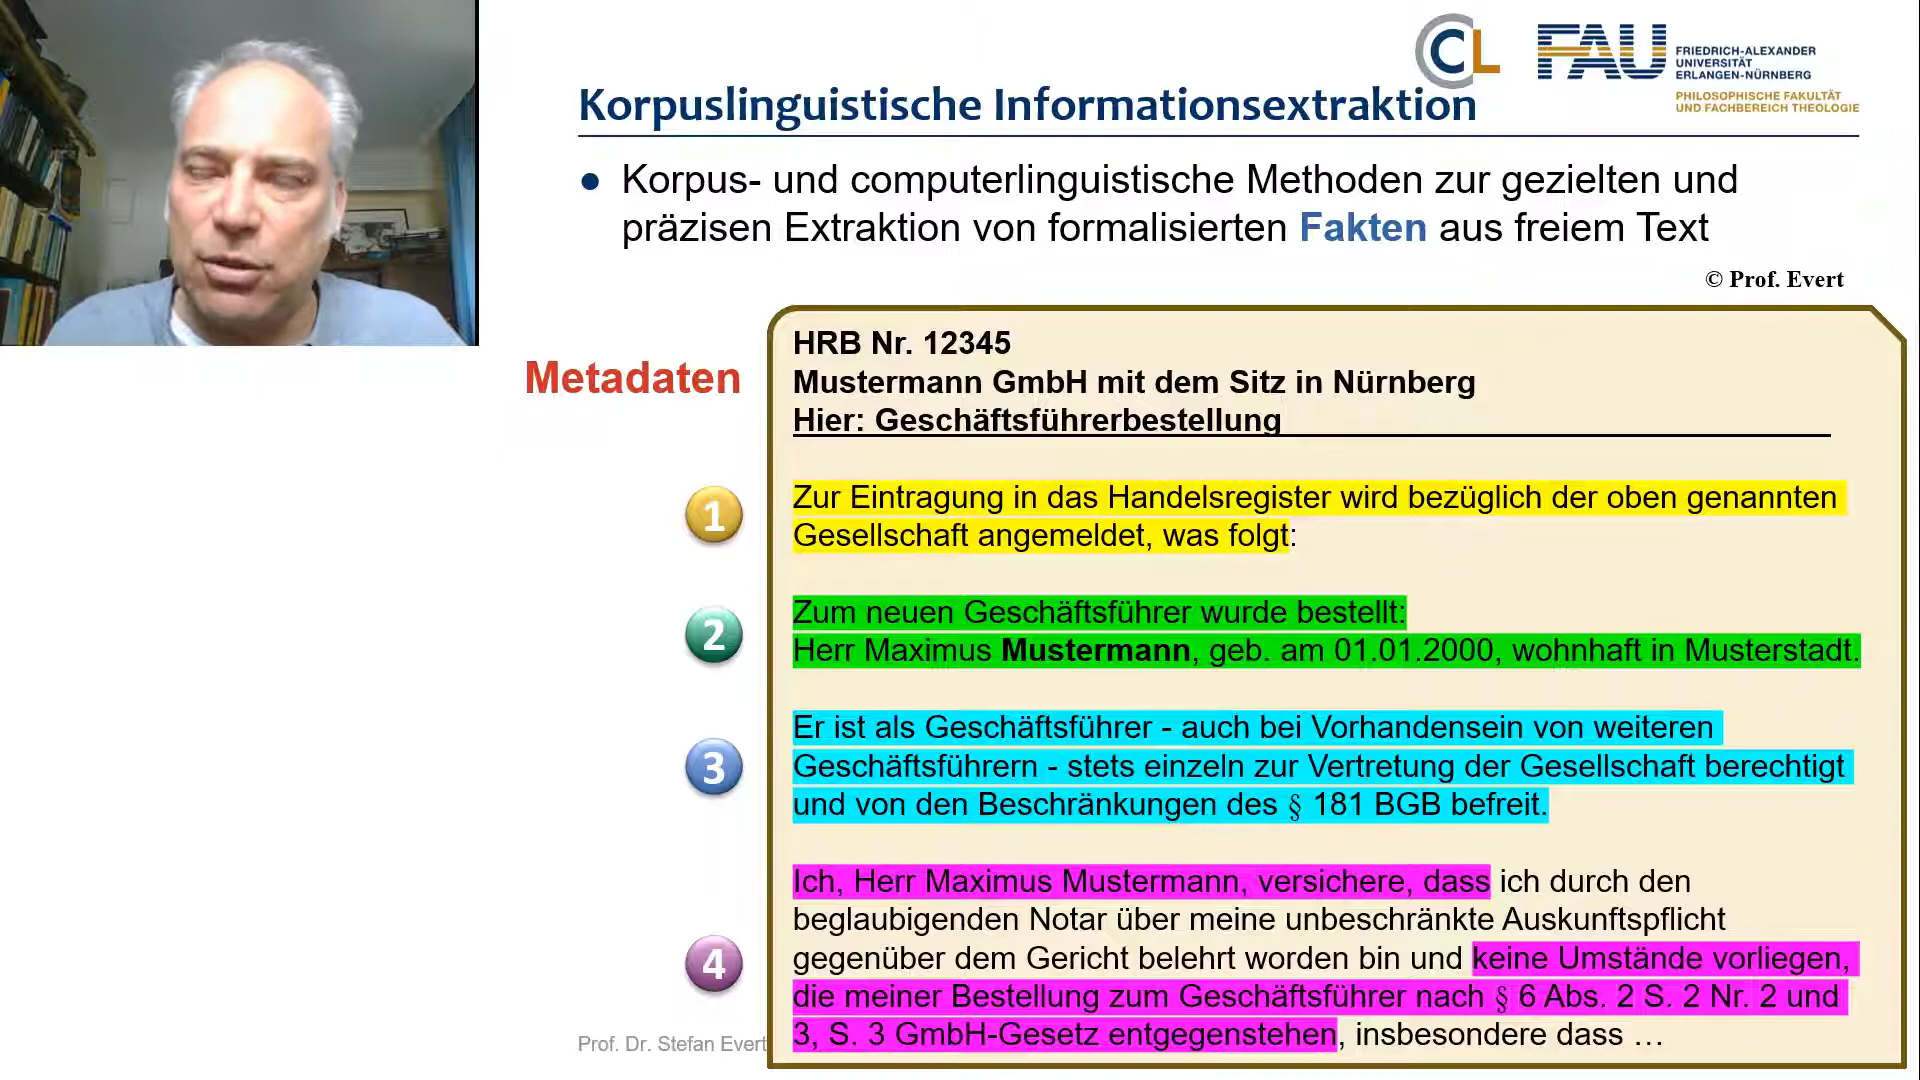 CL
FAU
FRIEDRICH-ALEXANDER
UNIVERSITÄT
ERLANGEN-NÜRNBERG
PHILOSOPHISCHE FAKULTÄT
UND FACHBEREICH THEOLOGIE
Korpuslinguistische Informationsextraktion
● Korpus- und computerlinguistische Methoden zur gezielten und
präzisen Extraktion von formalisierten Fakten aus freiem Text
© Prof. Evert
Metadaten
HRB Nr. 12345
Mustermann GmbH mit dem Sitz in Nürnberg
Hier: Geschäftsführerbestellung
1
Zur Eintragung in das Handelsregister wird bezüglich der oben genannten
Gesellschaft angemeldet, was folgt:
2
Zum neuen Geschäftsführer wurde bestellt:
Herr Maximus Mustermann, geb. am 01.01.2000, wohnhaft in Musterstadt.
3
Er ist als Geschäftsführer - auch bei Vorhandensein von weiteren
Geschäftsführern - stets einzeln zur Vertretung der Gesellschaft berechtigt
und von den Beschränkungen des § 181 BGB befreit.
4
Ich, Herr Maximus Mustermann, versichere, dass ich durch den
beglaubigenden Notar über meine unbeschränkte Auskunftspflicht
gegenüber dem Gericht belehrt worden bin und keine Umstände vorliegen,
die meiner Bestellung zum Geschäftsführer nach § 6 Abs. 2 S. 2 Nr. 2 und
3, S. 3 GmbH-Gesetz entgegenstehen, insbesondere dass …
Prof. Dr. Stefan Evert